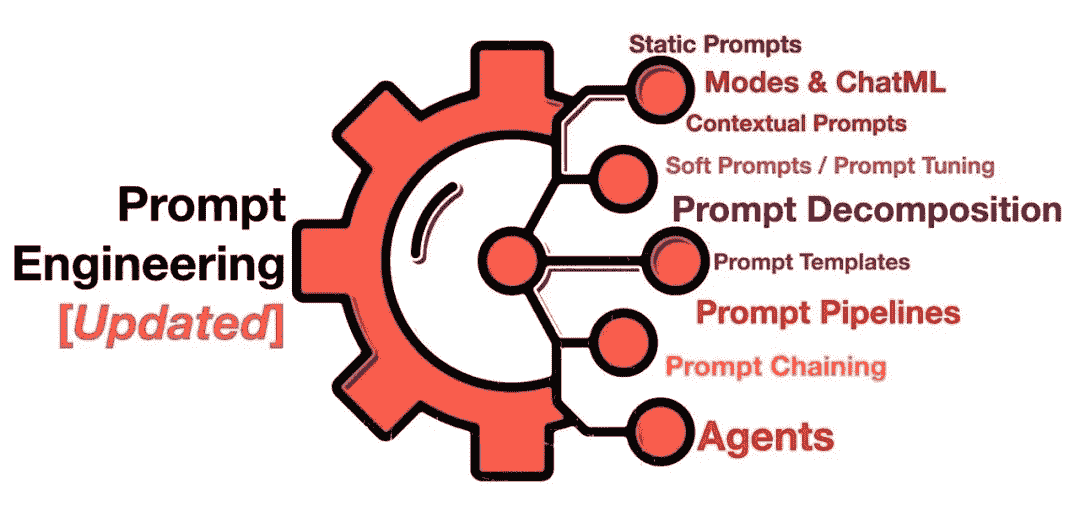 Prompt
Engineering
[Updated]
Static Prompts
Modes & ChatML
Contextual Prompts
Soft Prompts / Prompt Tuning
Prompt Decomposition
Prompt Templates
Prompt Pipelines
Prompt Chaining
Agents